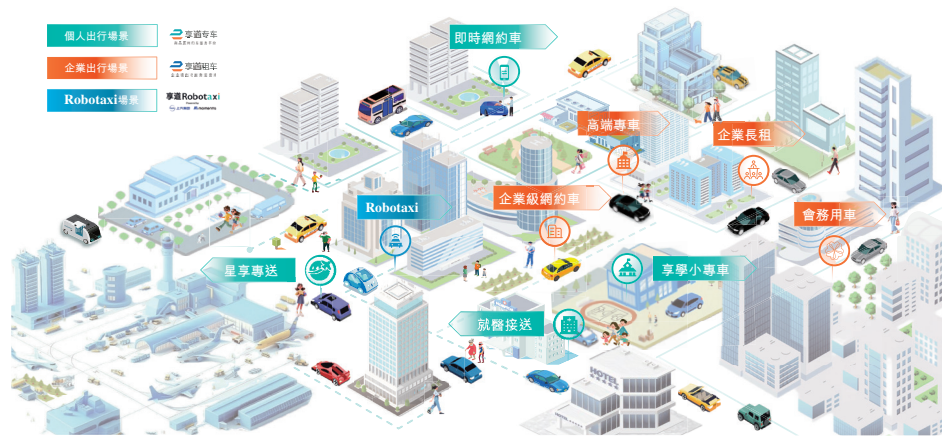 個人出行場景
享道专车
企業出行場景
享道租车
Robotaxi場景
享道Robotaxi
即時網約車
高端專車
企業長租
Robotaxi
企業級網約車
會務用車
星享專送
享學小專車
就醫接送
HOTEL